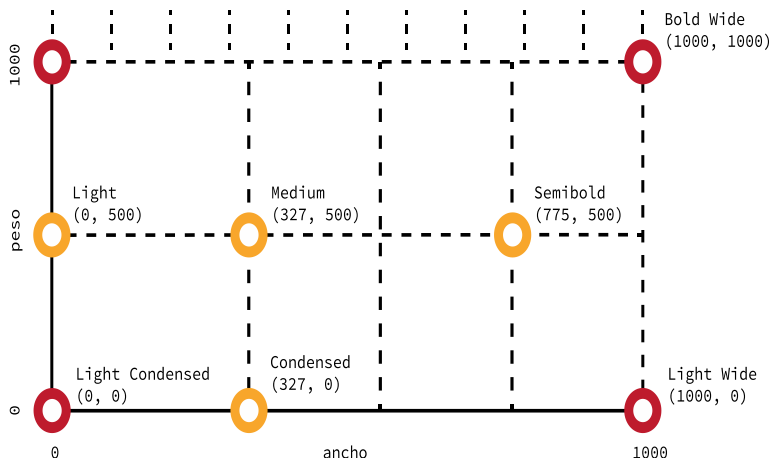 Bold Wide
(1000, 1000)
1000
Light
(0, 500)
Medium
(327, 500)
Semibold
(775, 500)
peso
Light Condensed
(0, 0)
Condensed
(327, 0)
Light Wide
(1000, 0)
0
0
ancho
1000